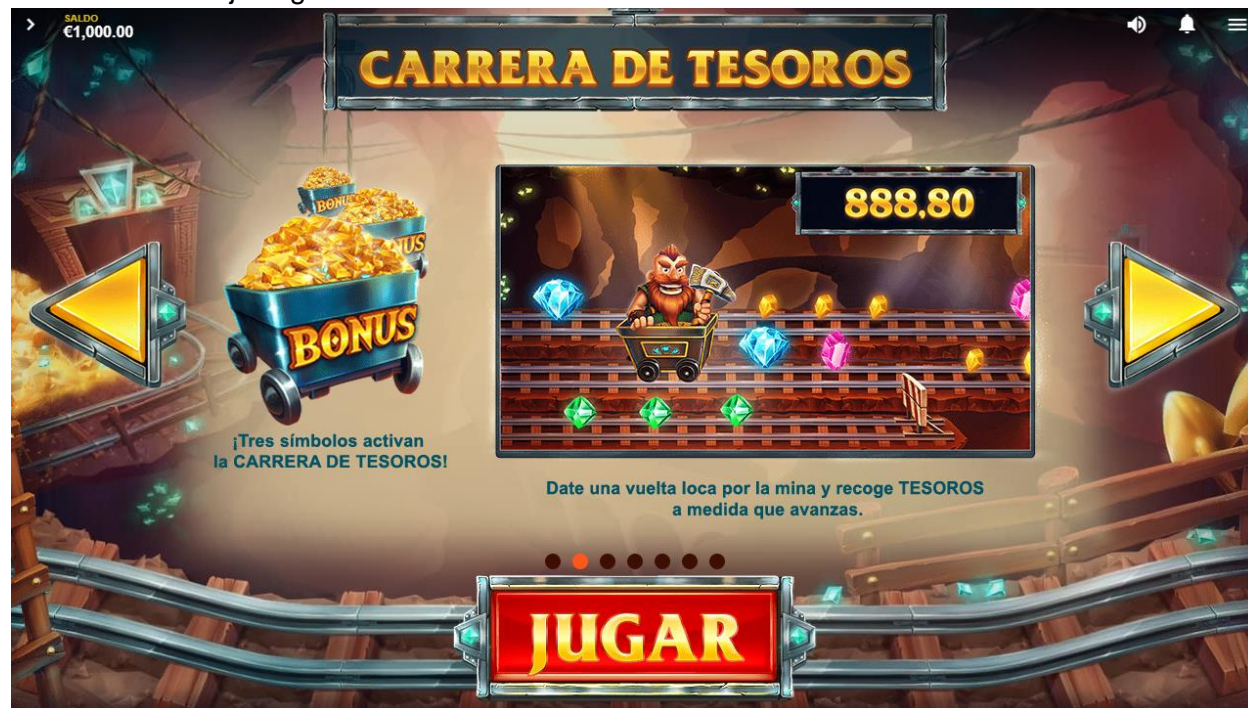 SALDO
€1,000.00
CARRERA DE TESOROS
888,80
BONUS
BONUS
¡Tres símbolos activan
la CARRERA DE TESOROS!
Date una vuelta loca por la mina y recoge TESOROS
a medida que avanzas.
JUGAR